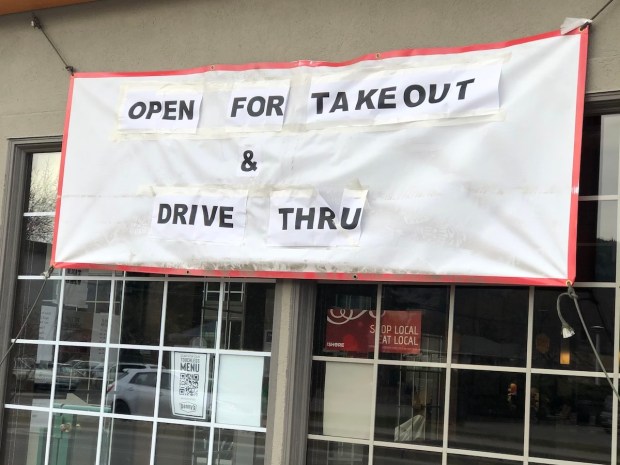 OPEN FOR TAKEOUT
&
DRIVE THRU
SHOP LOCAL
EAT LOCAL
MENU